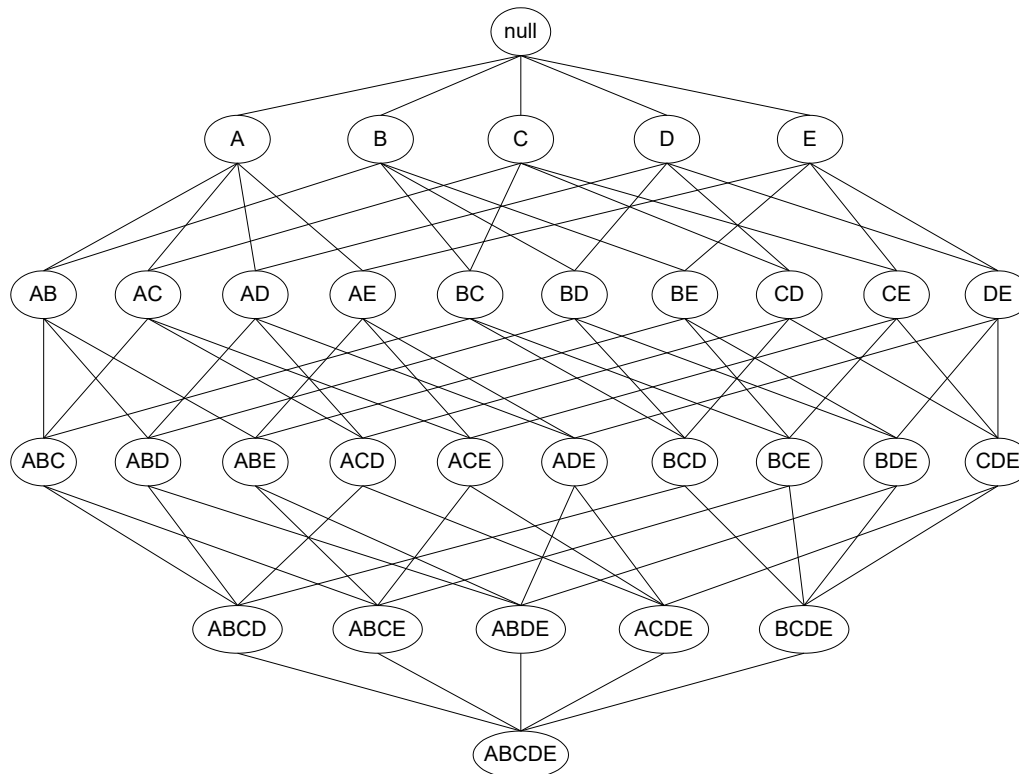 null
A B C D E
AB AC AD AE BC BD BE CD CE DE
ABC ABD ABE ACD ACE ADE BCD BCE BDE CDE
ABCD ABCE ABDE ACDE BCDE
ABCDE